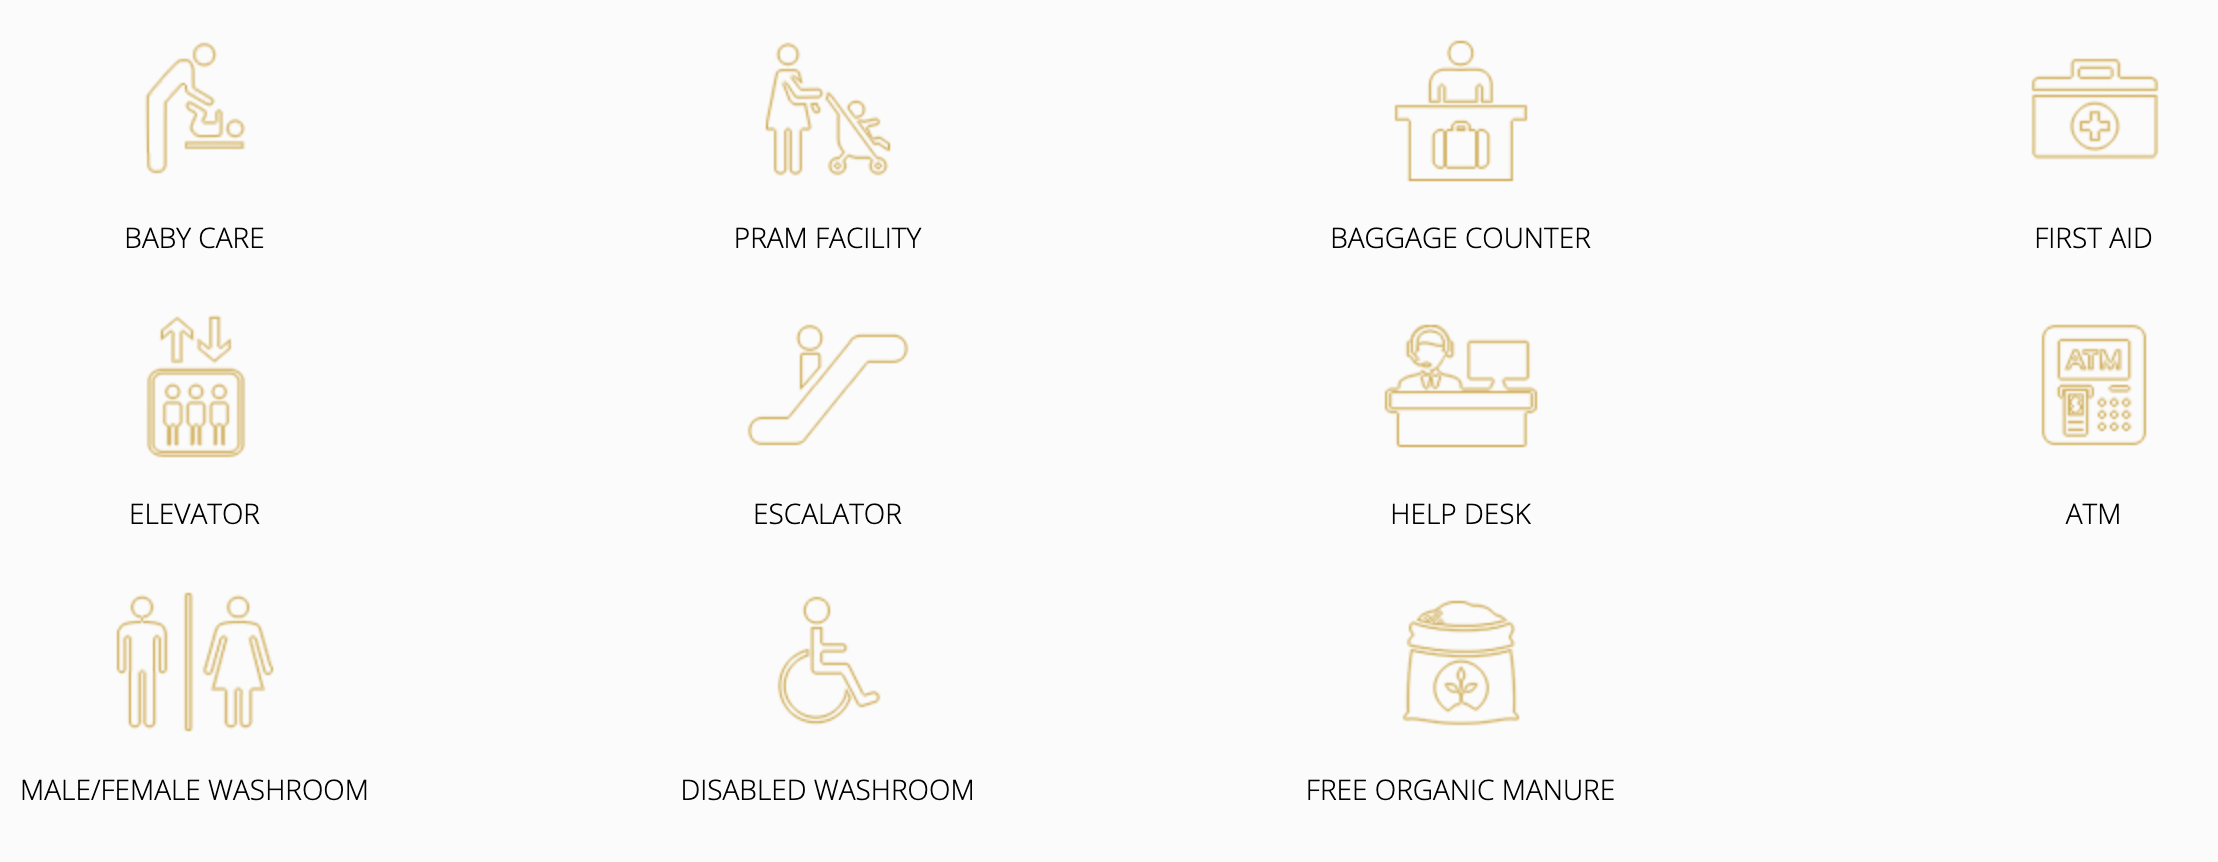 BABY CARE
PRAM FACILITY
BAGGAGE COUNTER
FIRST AID
ATM
ELEVATOR
ESCALATOR
HELP DESK
ATM
MALE/FEMALE WASHROOM
DISABLED WASHROOM
FREE ORGANIC MANURE